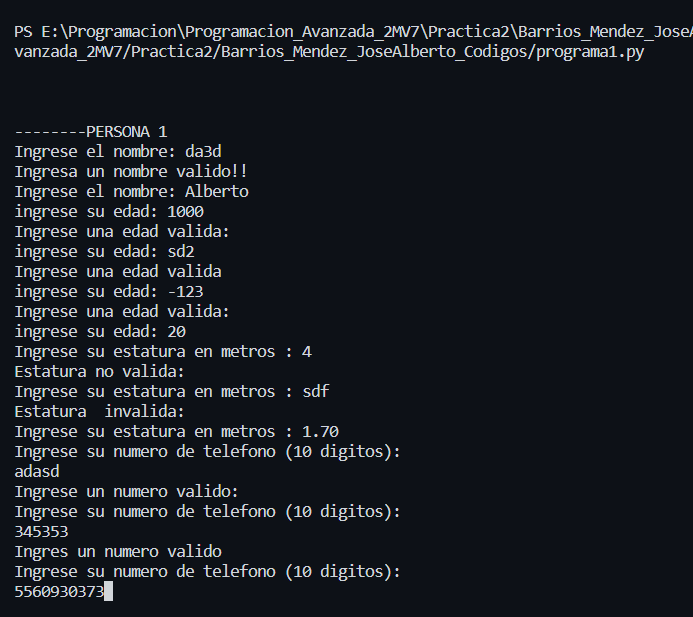 PS E:\Programacion\Programacion_Avanzada_2MV7\Practica2\Barrios_Mendez_JoseA
vanzada_2MV7/Practica2/Barrios_Mendez_JoseAlberto_Codigos/programa1.py
--------PERSONA 1
Ingrese el nombre: da3d
Ingresa un nombre valido!!
Ingrese el nombre: Alberto
ingrese su edad: 1000
Ingrese una edad valida:
ingrese su edad: sd2
Ingrese una edad valida
ingrese su edad: -123
Ingrese una edad valida:
ingrese su edad: 20
Ingrese su estatura en metros : 4
Estatura no valida:
Ingrese su estatura en metros : sdf
Estatura  invalida:
Ingrese su estatura en metros : 1.70
Ingrese su numero de telefono (10 digitos):
adasd
Ingrese un numero valido:
Ingrese su numero de telefono (10 digitos):
345353
Ingres un numero valido
Ingrese su numero de telefono (10 digitos):
5560930373